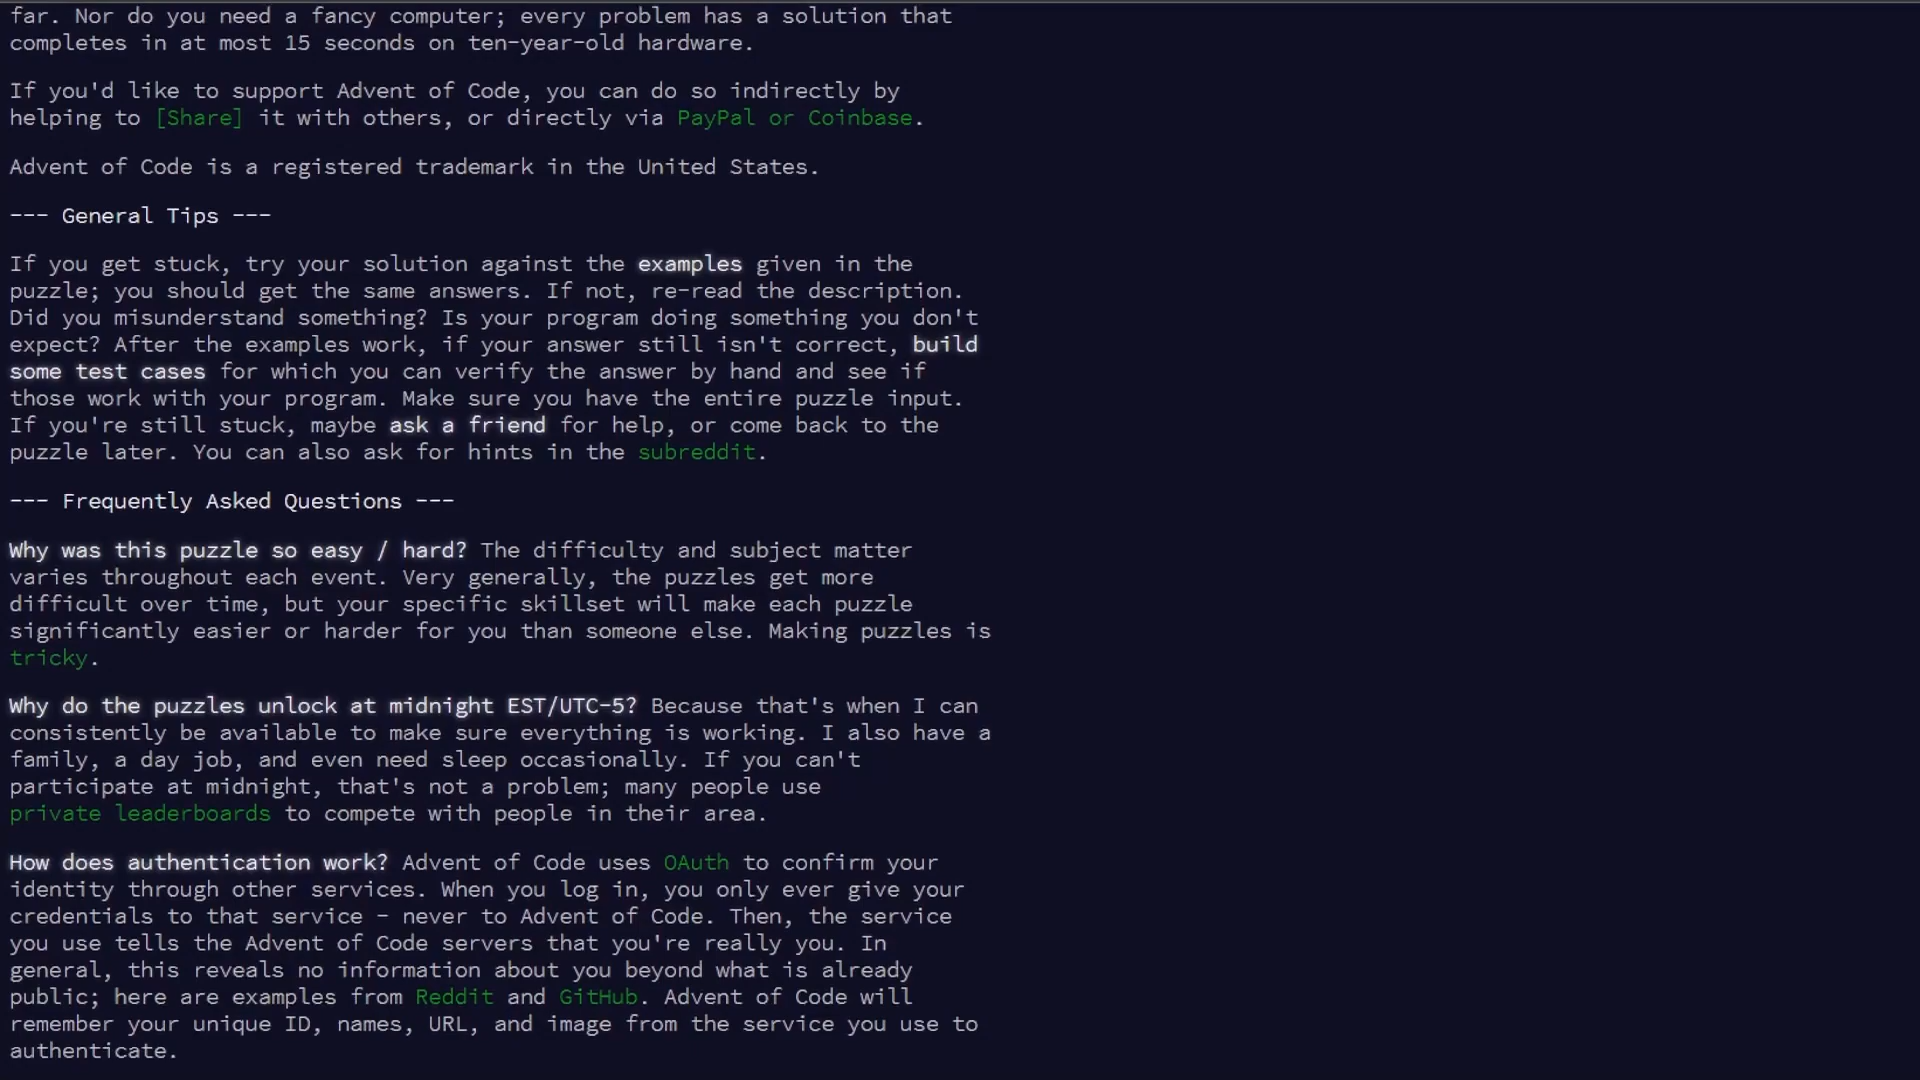 far. Nor do you need a fancy computer; every problem has a solution that
completes in at most 15 seconds on ten-year-old hardware.
If you'd like to support Advent of Code, you can do so indirectly by
helping to [Share] it with others, or directly via PayPal or Coinbase.
Advent of Code is a registered trademark in the United States.
--- General Tips ---
If you get stuck, try your solution against the examples given in the
puzzle; you should get the same answers. If not, re-read the description.
Did you misunderstand something? Is your program doing something you don't
expect? After the examples work, if your answer still isn't correct, build
some test cases for which you can verify the answer by hand and see if
those work with your program. Make sure you have the entire puzzle input.
If you're still stuck, maybe ask a friend for help, or come back to the
puzzle later. You can also ask for hints in the subreddit.
--- Frequently Asked Questions ---
Why was this puzzle so easy / hard? The difficulty and subject matter
varies throughout each event. Very generally, the puzzles get more
difficult over time, but your specific skillset will make each puzzle
significantly easier or harder for you than someone else. Making puzzles is
tricky.
Why do the puzzles unlock at midnight EST/UTC-5? Because that's when I can
consistently be available to make sure everything is working. I also have a
family, a day job, and even need sleep occasionally. If you can't
participate at midnight, that's not a problem; many people use
private leaderboards to compete with people in their area.
How does authentication work? Advent of Code uses OAuth to confirm your
identity through other services. When you log in, you only ever give your
credentials to that service - never to Advent of Code. Then, the service
you use tells the Advent of Code servers that you're really you. In
general, this reveals no information about you beyond what is already
public; here are examples from Reddit and GitHub. Advent of Code will
remember your unique ID, names, URL, and image from the service you use to
authenticate.